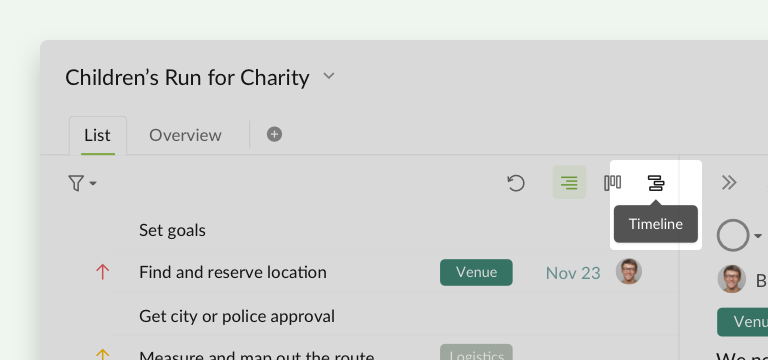 Children’s Run for Charity
List Overview
Timeline
Set goals
Find and reserve location Venue Nov 23
B
Get city or police approval
Venu
Measure and map out the route Logistics
We ne